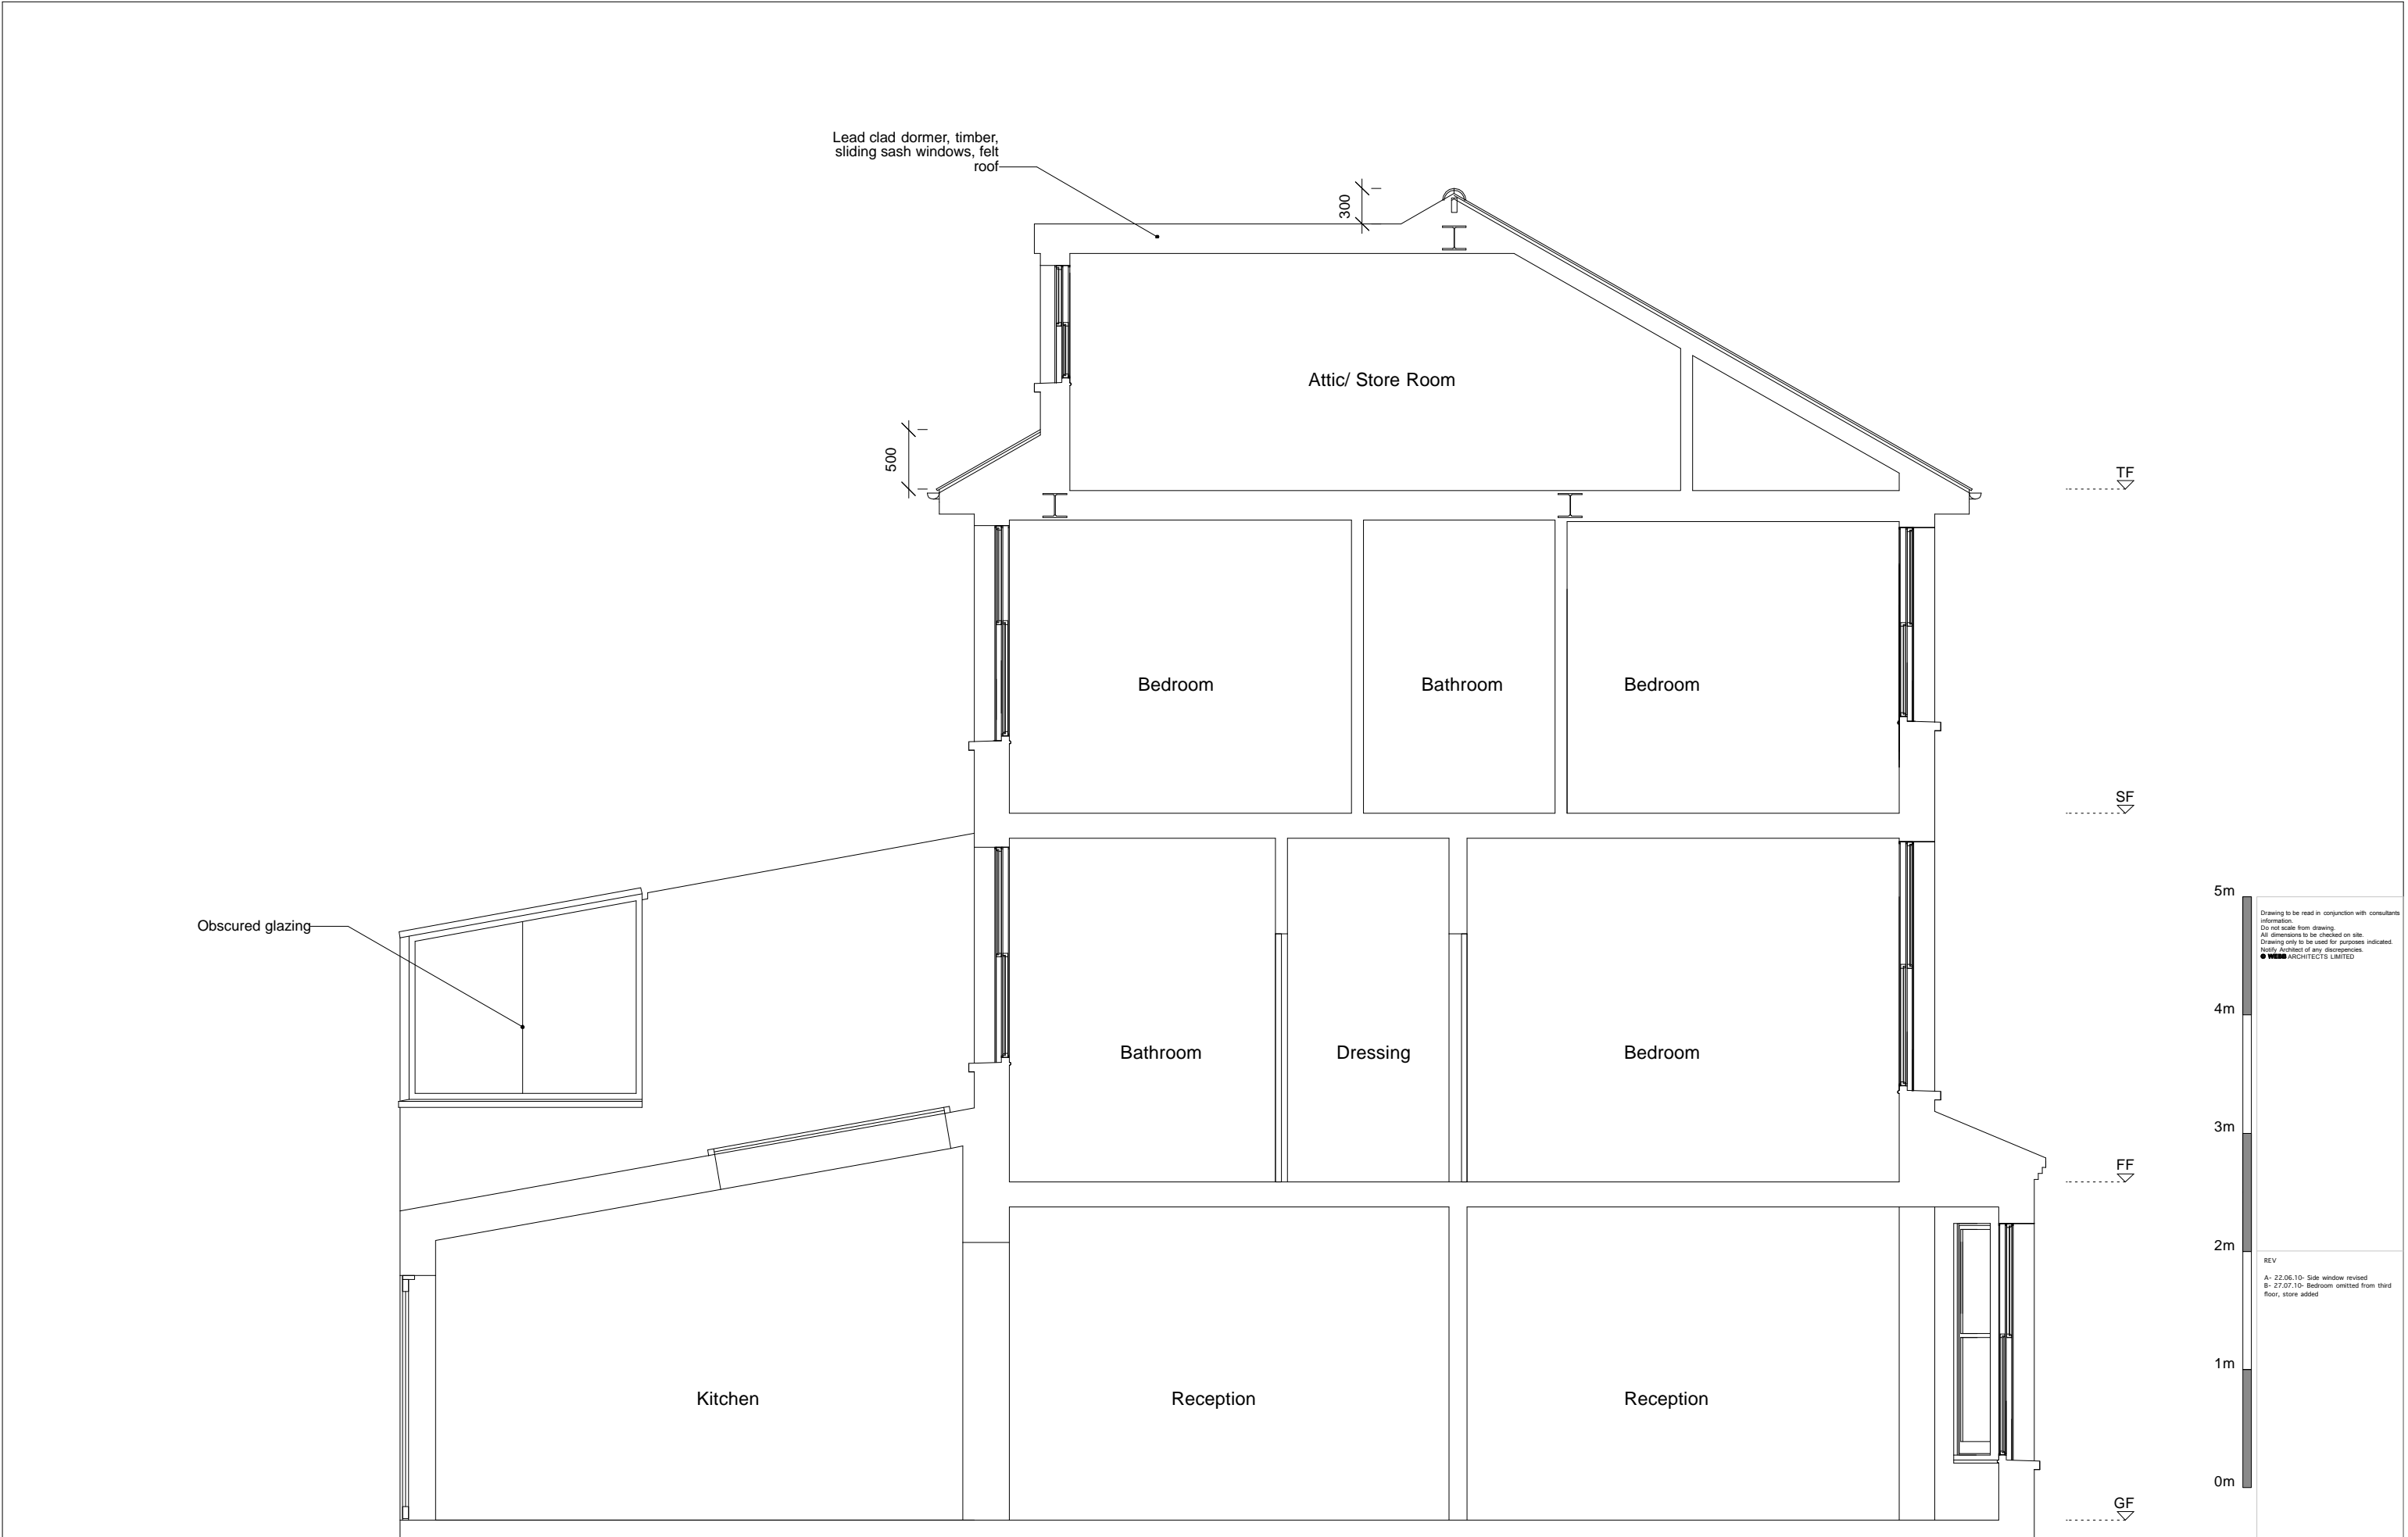 Lead clad dormer, timber,
sliding sash windows, felt
roof
300
Attic/ Store Room
500
TF
Bedroom
Bathroom
Bedroom
SF
Obscured glazing
Bathroom
Dressing
Bedroom
FF
Kitchen
Reception
Reception
GF
5m
4m
3m
2m
1m
0m
Drawing to be read in conjunction with consultants
information.
Do not scale from drawing.
All dimensions to be checked on site.
Drawing only to be used for purposes indicated.
Notify Architect of any discrepancies.
© WEBB ARCHITECTS LIMITED
REV
A- 22.06.10- Side window revised
B- 27.07.10- Bedroom omitted from third
floor, store added